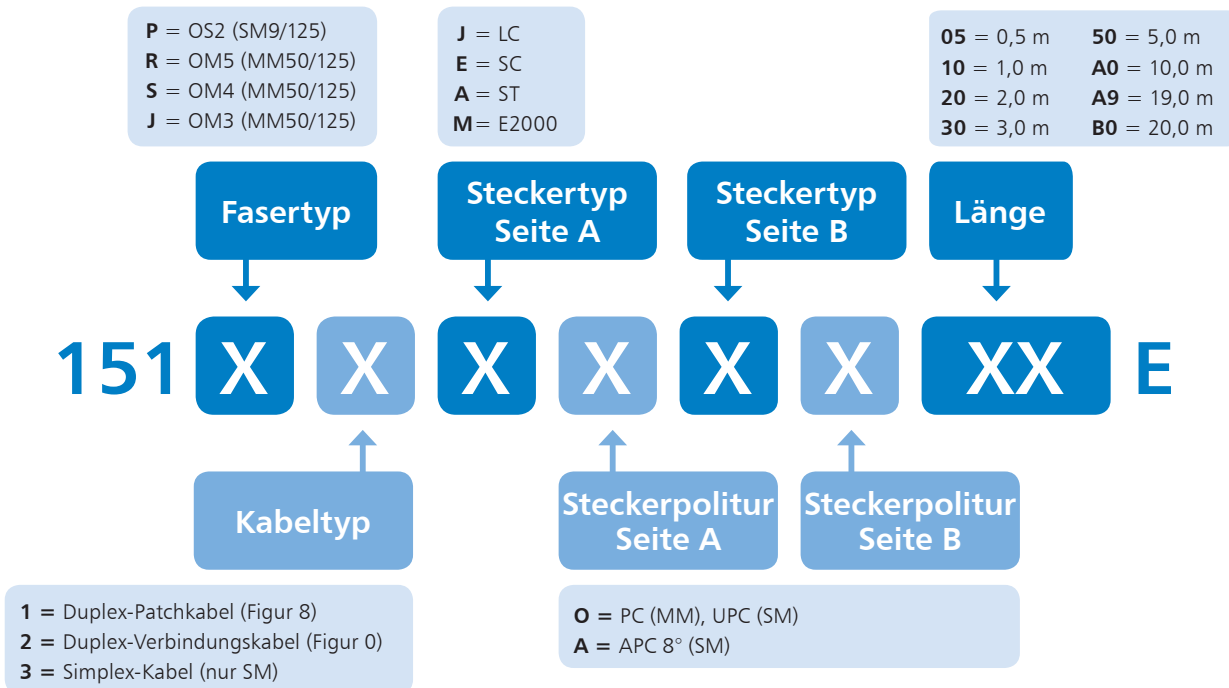 P = OS2 (SM9/125)
R = OM5 (MM50/125)
S = OM4 (MM50/125)
J = OM3 (MM50/125)
J = LC
E = SC
A = ST
M = E2000
05 = 0,5 m 50 = 5,0 m
10 = 1,0 m A0 = 10,0 m
20 = 2,0 m A9 = 19,0 m
30 = 3,0 m B0 = 20,0 m
Fasertyp
Steckertyp
Seite A
Steckertyp
Seite B
Länge
151 X X X X X X XX E
Kabeltyp
Steckerpolitur
Seite A
Steckerpolitur
Seite B
1 = Duplex-Patchkabel (Figur 8)
2 = Duplex-Verbindungskabel (Figur 0)
3 = Simplex-Kabel (nur SM)
O = PC (MM), UPC (SM)
A = APC 8° (SM)